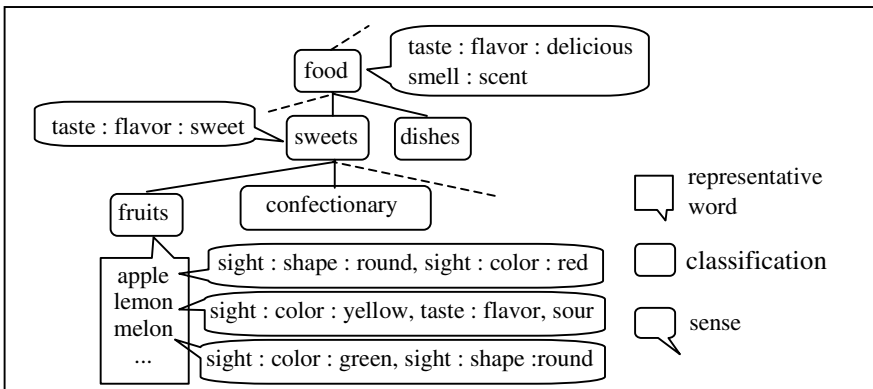 taste : flavor : delicious
smell : scent
food
taste : flavor : sweet
sweets
dishes
fruits
confectionary
apple
lemon
melon
...
sight : shape : round, sight : color : red
sight : color : yellow, taste : flavor, sour
sight : color : green, sight : shape :round
representative
word
classification
sense